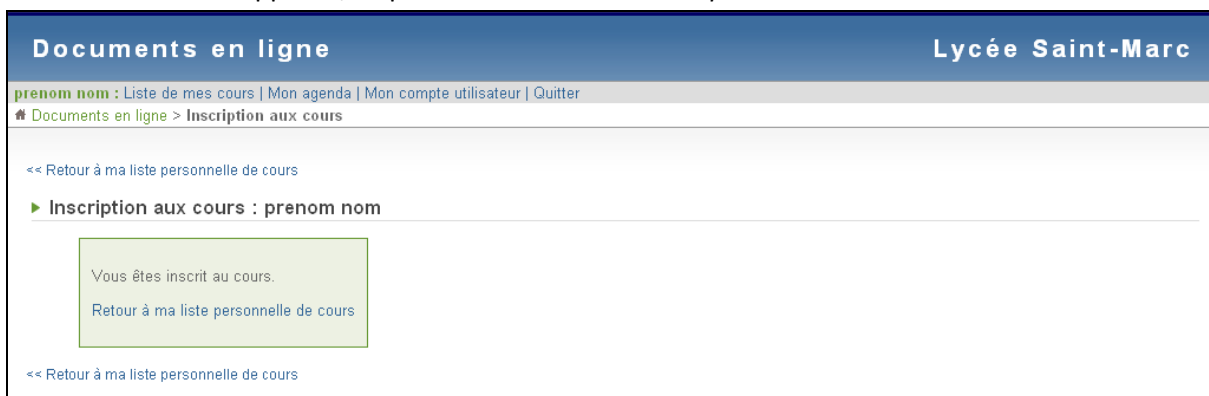 Documents en ligne Lycée Saint-Marc
prenom nom : Liste de mes cours | Mon agenda | Mon compte utilisateur | Quitter
Documents en ligne > Inscription aux cours
<< Retour à ma liste personnelle de cours
Inscription aux cours : prenom nom
Vous êtes inscrit au cours.
Retour à ma liste personnelle de cours
<< Retour à ma liste personnelle de cours